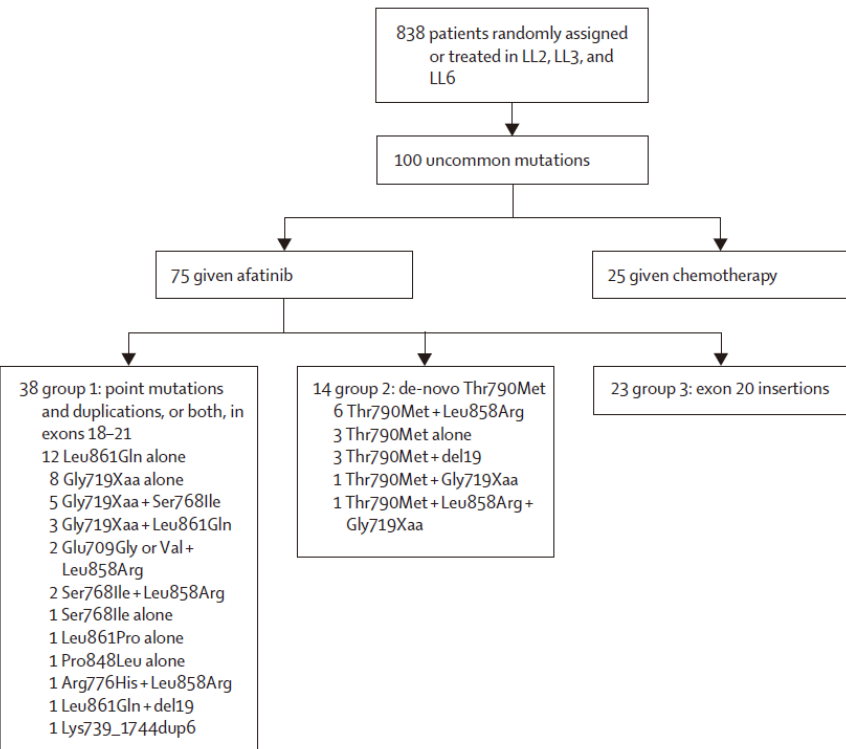 838 patients randomly assigned
or treated in LL2, LL3, and
LL6
100 uncommon mutations
75 given afatinib
25 given chemotherapy
38 group 1: point mutations
and duplications, or both, in
exons 18–21
12 Leu861Gln alone
8 Gly719Xaa alone
5 Gly719Xaa + Ser768Ile
3 Gly719Xaa + Leu861Gln
2 Glu709Gly or Val +
Leu858Arg
2 Ser768Ile + Leu858Arg
1 Ser768Ile alone
1 Leu861Pro alone
1 Pro848Leu alone
1 Arg776His + Leu858Arg
1 Leu861Gln + del19
1 Lys739_1744dup6
14 group 2: de-novo Thr790Met
6 Thr790Met + Leu858Arg
3 Thr790Met alone
3 Thr790Met + del19
1 Thr790Met + Gly719Xaa
1 Thr790Met + Leu858Arg +
Gly719Xaa
23 group 3: exon 20 insertions